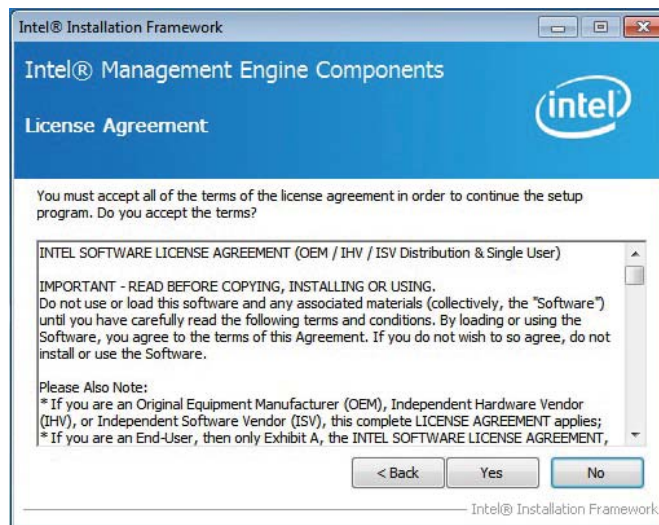 Intel® Installation Framework
Intel® Management Engine Components
License Agreement
intel
You must accept all of the terms of the license agreement in order to continue the setup
program. Do you accept the terms?
INTEL SOFTWARE LICENSE AGREEMENT (OEM / IHV / ISV Distribution & Single User)
IMPORTANT - READ BEFORE COPYING, INSTALLING OR USING.
Do not use or load this software and any associated materials (collectively, the "Software")
until you have carefully read the following terms and conditions. By loading or using the
Software, you agree to the terms of this Agreement. If you do not wish to so agree, do not
install or use the Software.
Please Also Note:
* If you are an Original Equipment Manufacturer (OEM), Independent Hardware Vendor
(IHV), or Independent Software Vendor (ISV), this complete LICENSE AGREEMENT applies;
* If you are an End-User, then only Exhibit A, the INTEL SOFTWARE LICENSE AGREEMENT,
< Back Yes No
Intel® Installation Framework